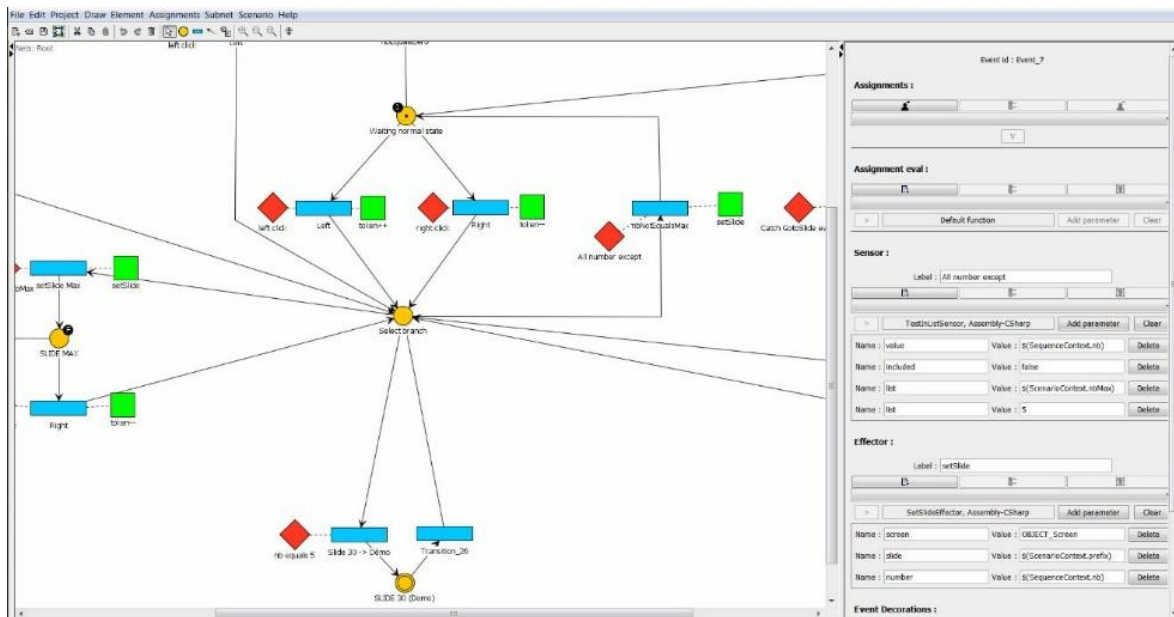 File Edit Project Draw Element Assignments Subnet Scenario Help
Nets: Root
left click
Left
Waiting normal state
left click
Left
token++
right click
Right
token--
All number except
nbNotEqualsMax
setSlide
Catch GotoSlide ev
bMax
setSlide Max
setSlide
SLIDE MAX
E
Right
token--
Select branch
nb equals 5
Slide 30 -> Démo
Transition_26
SLIDE 30 (Demo)
Event id : Event_7
Assignments :
Assignment eval :
> Default function Add parameter Clear
Sensor :
Label : All number except
> TestInListSensor, Assembly-CSharp Add parameter Clear
Name : value Value : $(SequenceContext.nb) Delete
Name : included Value : false Delete
Name : list Value : $(ScenarioContext.nbMax) Delete
Name : list Value : 5 Delete
Effector :
Label : setSlide
> SetSlideEffector, Assembly-CSharp Add parameter Clear
Name : screen Value : OBJECT_Screen Delete
Name : slide Value : $(ScenarioContext.prefix) Delete
Name : number Value : $(SequenceContext.nb) Delete
Event Decorations :